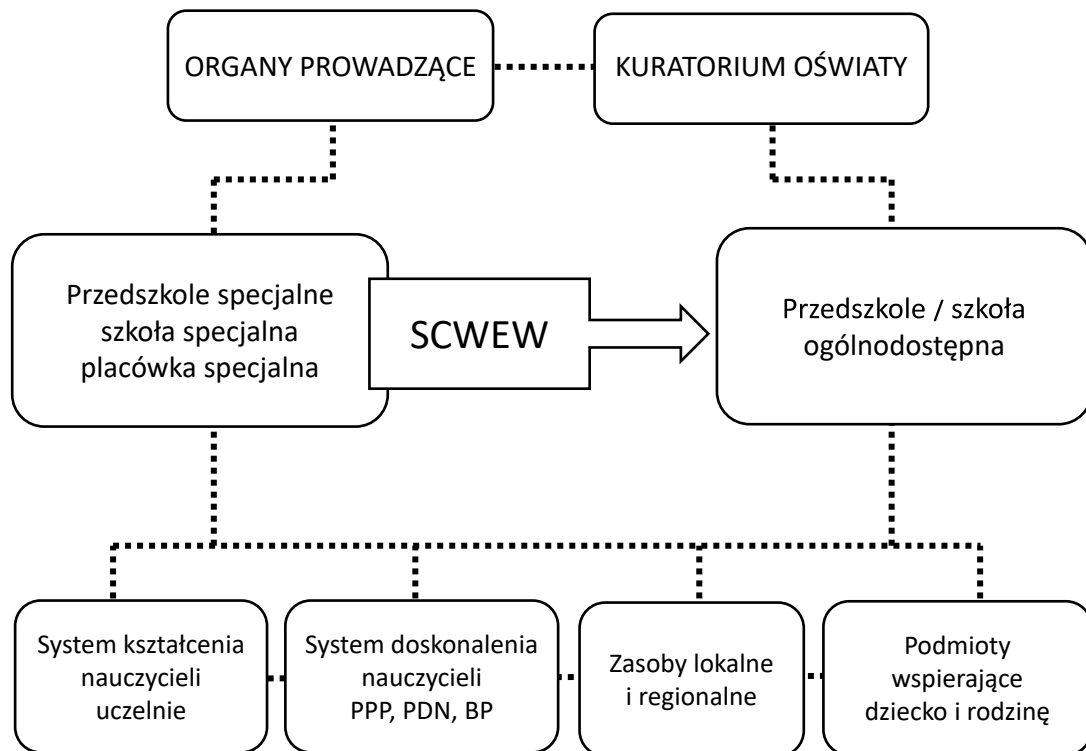 ORGANY PROWADZĄCE
KURATORIUM OŚWIATY
Przedszkole specjalne
szkoła specjalna
placówka specjalna
SCWEW
Przedszkole / szkoła
ogólnodostępna
System kształcenia
nauczycieli
uczelnie
System doskonalenia
nauczycieli
PPP, PDN, BP
Zasoby lokalne
i regionalne
Podmioty
wspierające
dziecko i rodzinę